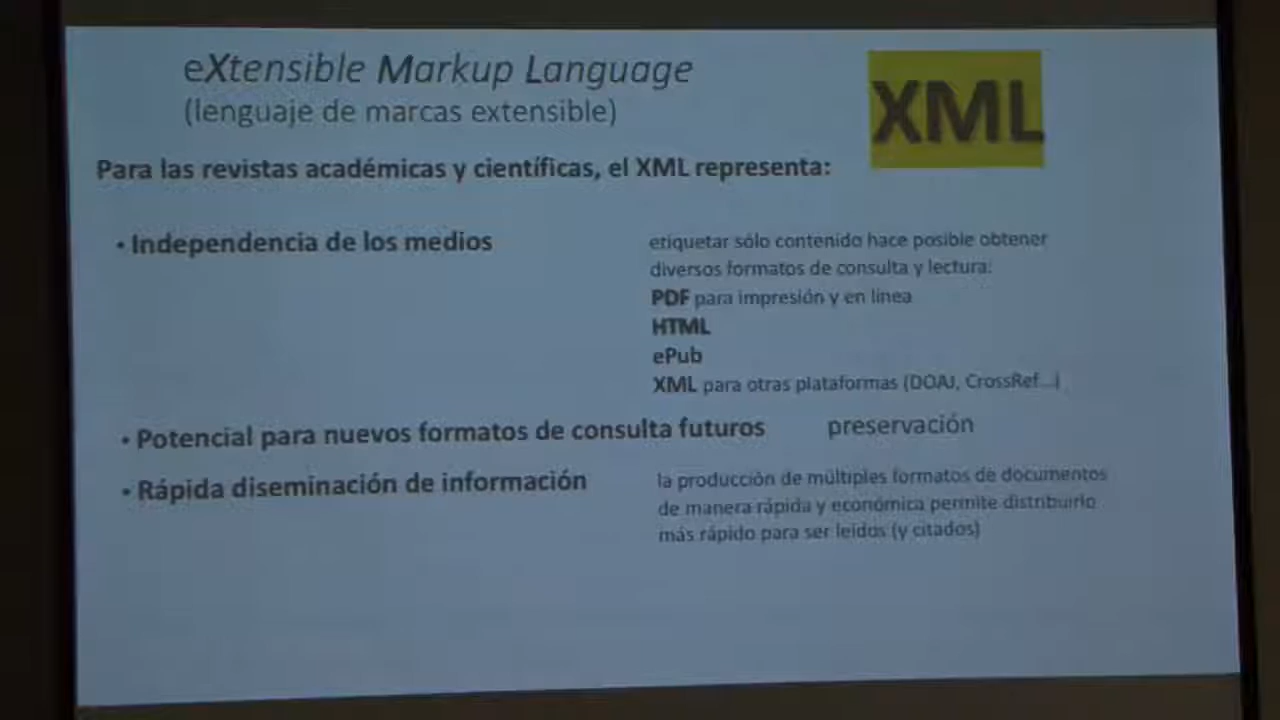 eXtensible Markup Language
(lenguaje de marcas extensible)
XML
Para las revistas académicas y científicas, el XML representa:
• Independencia de los medios
etiquetar sólo contenido hace posible obtener
diversos formatos de consulta y lectura:
PDF para impresión y en línea
HTML
ePub
XML para otras plataformas (DOAJ, CrossRef...)
• Potencial para nuevos formatos de consulta futuros
preservación
• Rápida diseminación de información
la producción de múltiples formatos de documentos
de manera rápida y económica permite distribuirlo
más rápido para ser leídos (y citados)